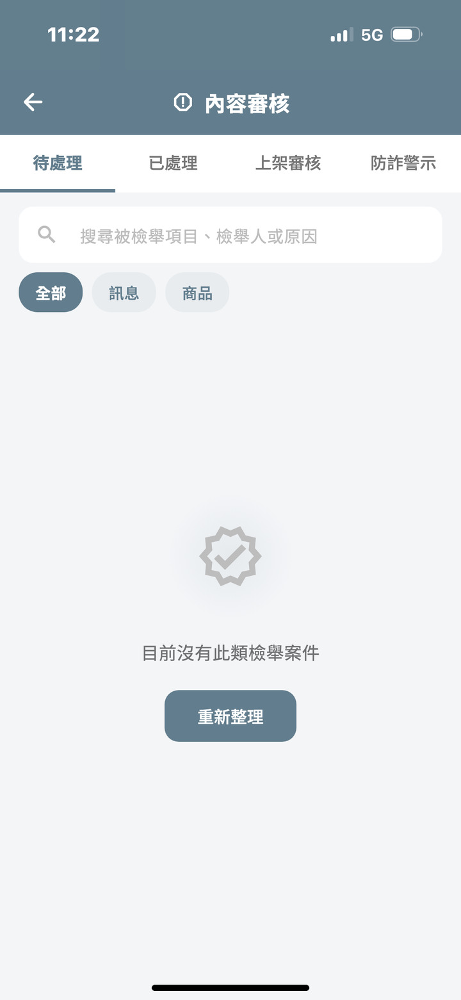 11:22 5G
內容審核
待處理 已處理 上架審核 防詐警示
搜尋被檢舉項目、檢舉人或原因
全部 訊息 商品
目前沒有此類檢舉案件
重新整理